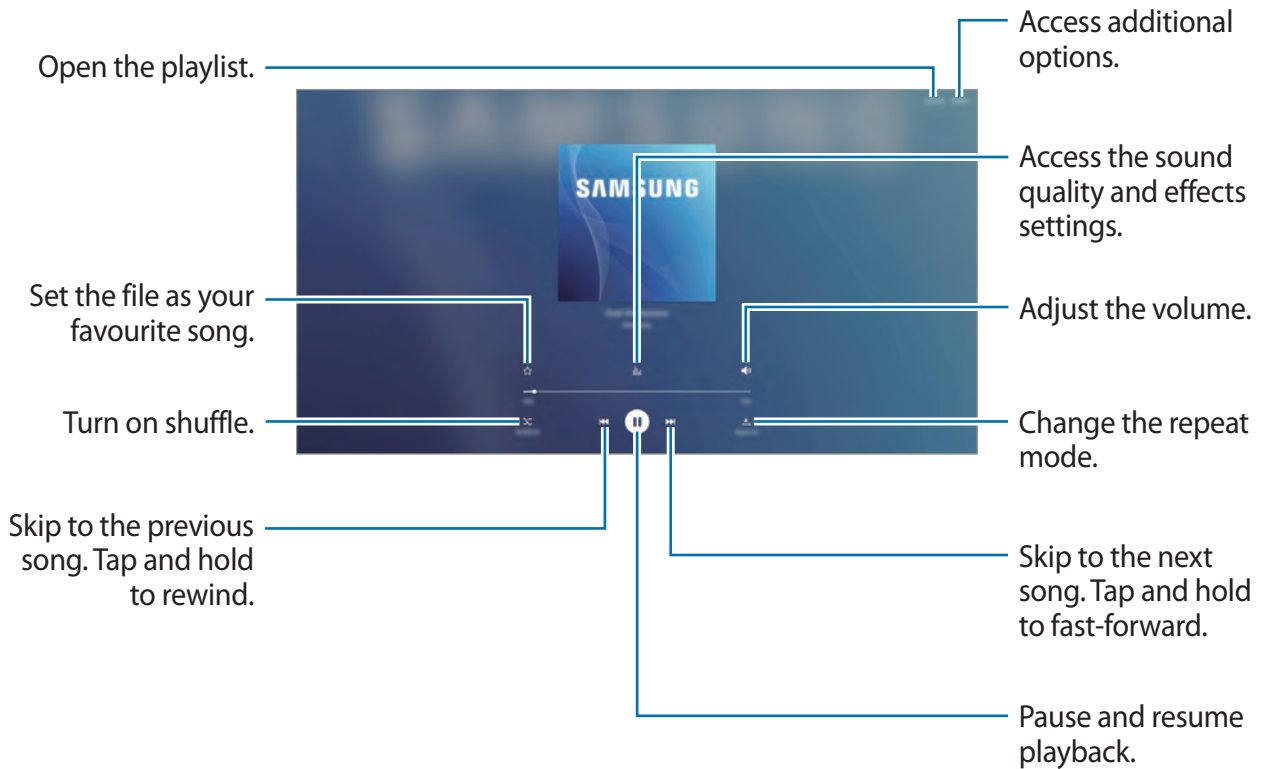 Open the playlist.
Set the file as your
favourite song.
Turn on shuffle.
Skip to the previous
song. Tap and hold
to rewind.
SAMSUNG
SAMSUNG
Access additional
options.
Access the sound
quality and effects
settings.
Adjust the volume.
Change the repeat
mode.
Skip to the next
song. Tap and hold
to fast-forward.
Pause and resume
playback.